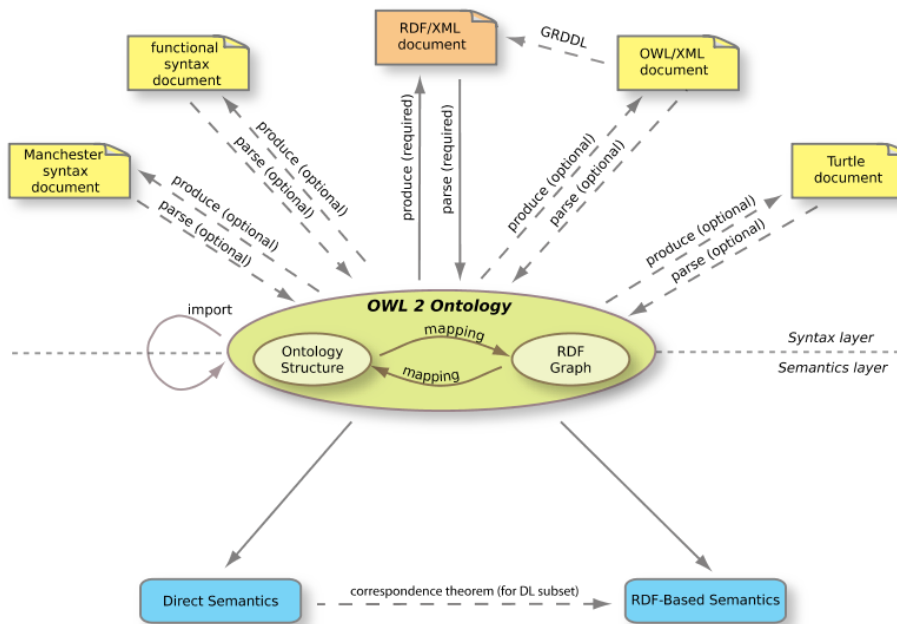 RDF/XML
document
GRDDL
functional
syntax
document
OWL/XML
document
Manchester
syntax
document
Turtle
document
produce (optional)
parse (optional)
produce (optional)
parse (optional)
produce (required)
parse (required)
produce (optional)
parse (optional)
produce (optional)
parse (optional)
OWL 2 Ontology
import
mapping
Ontology
Structure
RDF
Graph
mapping
Syntax layer
Semantics layer
Direct Semantics
correspondence theorem (for DL subset)
RDF-Based Semantics